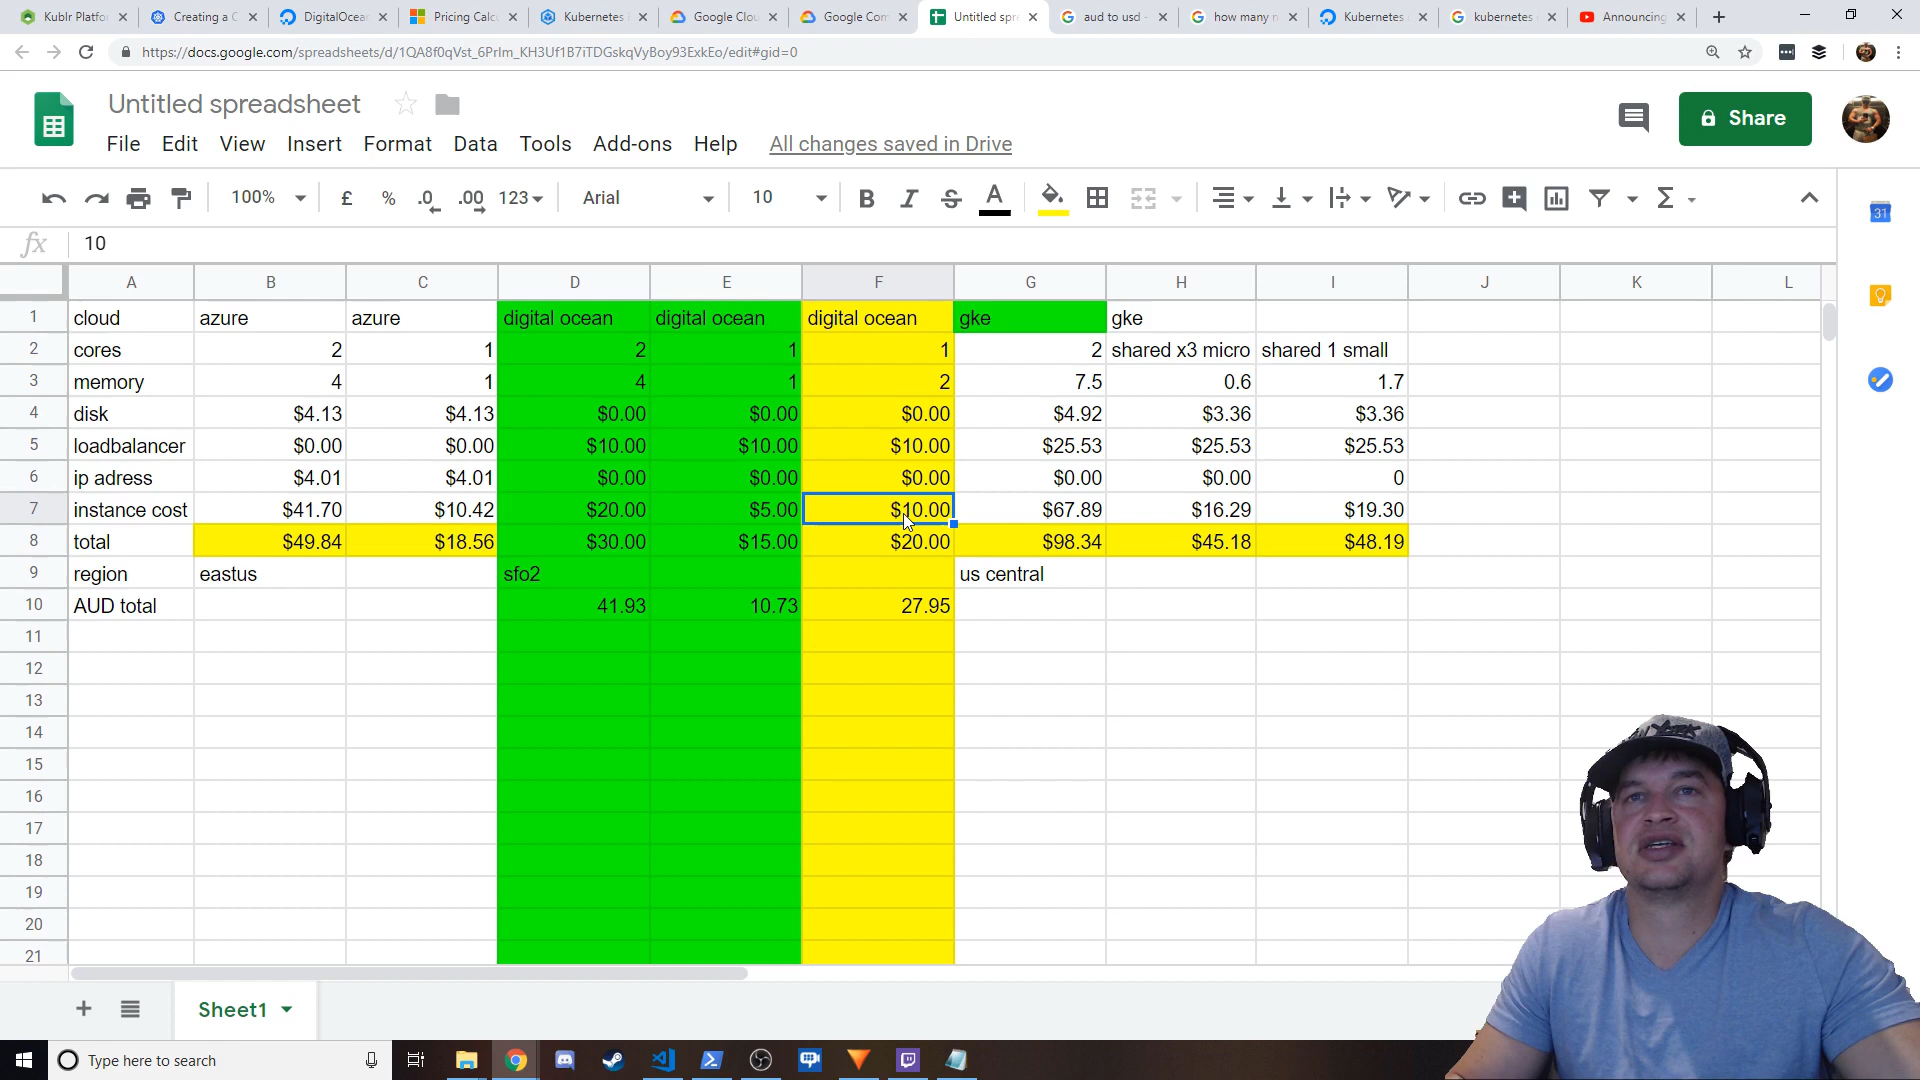 Kublr Platfo
Creating a C
DigitalOcea
Pricing Calc
Kubernetes
Google Clou
Google Com
Untitled spre
aud to usd -
how many n
Kubernetes
kubernetes
Announcing
https://docs.google.com/spreadsheets/d/1QA8f0qVst_6PrIm_KH3Uf1B7iTDGskqVyBoy93ExkEo/edit#gid=0
Untitled spreadsheet
File Edit View Insert Format Data Tools Add-ons Help All changes saved in Drive
Share
100% £ % .0 .00 123 Arial 10 B I S A Σ
31
fx 10
A B C D E F G H I J K L
1 cloud azure azure digital ocean digital ocean digital ocean gke gke
2 cores 2 1 2 1 1 2 shared x3 micro shared 1 small
3 memory 4 1 4 1 2 7.5 0.6 1.7
4 disk $4.13 $4.13 $0.00 $0.00 $0.00 $4.92 $3.36 $3.36
5 loadbalancer $0.00 $0.00 $10.00 $10.00 $10.00 $25.53 $25.53 $25.53
6 ip adress $4.01 $4.01 $0.00 $0.00 $0.00 $0.00 $0.00 0
7 instance cost $41.70 $10.42 $20.00 $5.00 $10.00 $67.89 $16.29 $19.30
8 total $49.84 $18.56 $30.00 $15.00 $20.00 $98.34 $45.18 $48.19
9 region eastus sfo2 us central
10 AUD total 41.93 10.73 27.95
11
12
13
14
15
16
17
18
19
20
21
Sheet1
Type here to search